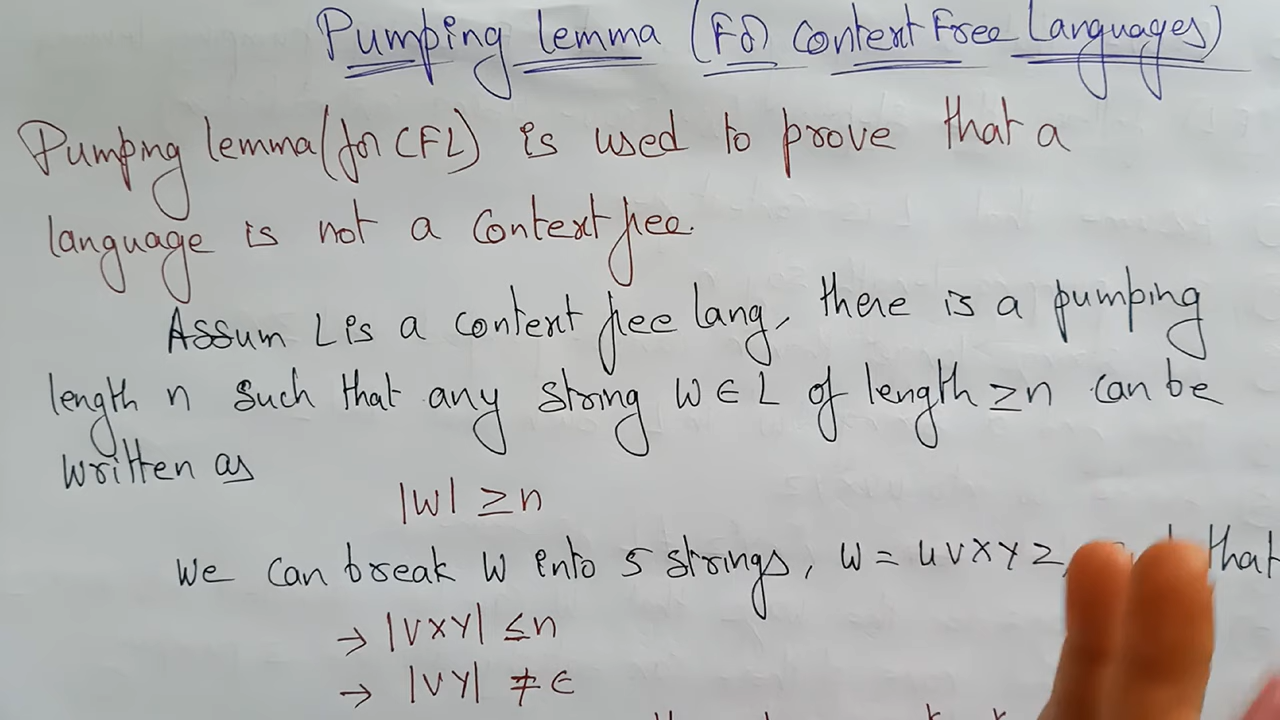 Pumping lemma (For Context Free Languages)
Pumping lemma (for CFL) is used to prove that a
language is not a Context free.
Assum L is a context free lang, there is a pumping
length n such that any string W ∈ L of length ≥n can be
written as
|W| ≥n
We can break W into 5 strings, W = UVXYZ, that
→ |VXY| ≤n
→ |VY| ≠ ∈